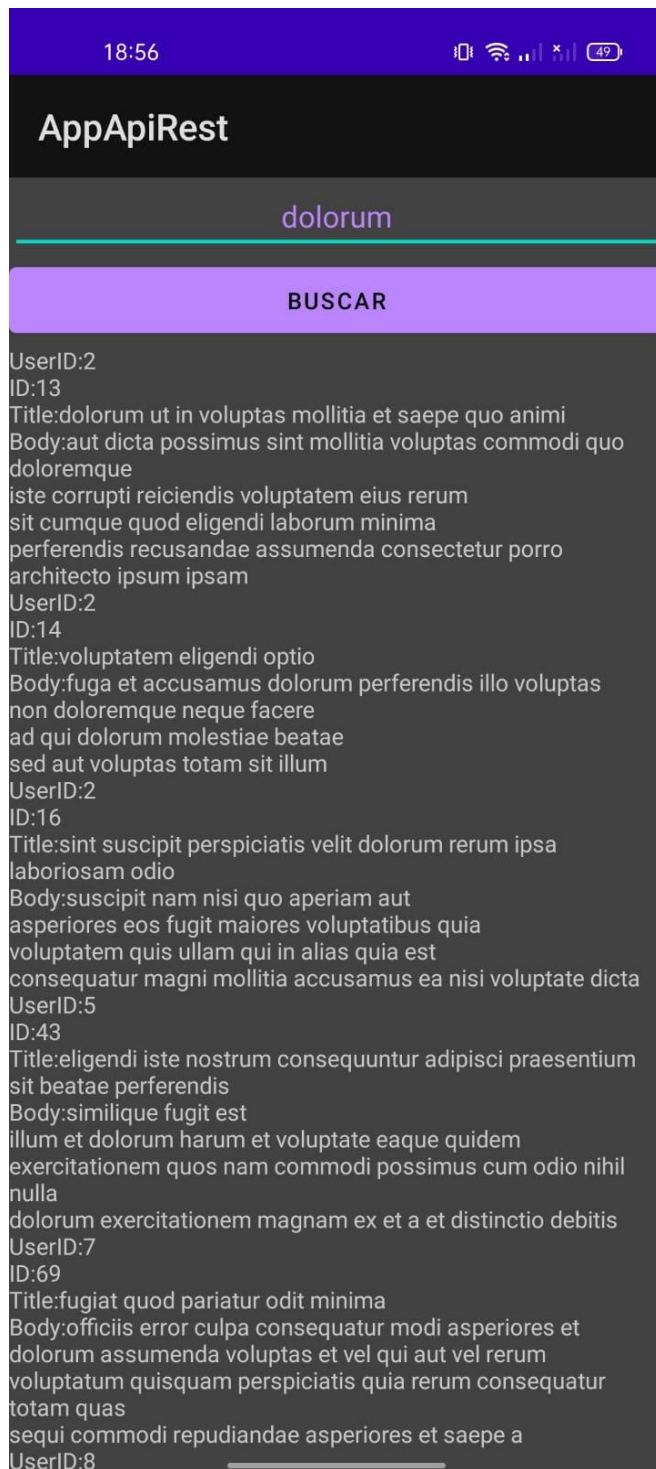 18:56
49
AppApiRest
dolorum
BUSCAR
UserID:2
ID:13
Title:dolorum ut in voluptas mollitia et saepe quo animi
Body:aut dicta possimus sint mollitia voluptas commodi quo
doloremque
iste corrupti reiciendis voluptatem eius rerum
sit cumque quod eligendi laborum minima
perferendis recusandae assumenda consectetur porro
architecto ipsum ipsam
UserID:2
ID:14
Title:voluptatem eligendi optio
Body:fuga et accusamus dolorum perferendis illo voluptas
non doloremque neque facere
ad qui dolorum molestiae beatae
sed aut voluptas totam sit illum
UserID:2
ID:16
Title:sint suscipit perspiciatis velit dolorum rerum ipsa
laboriosam odio
Body:suscipit nam nisi quo aperiam aut
asperiores eos fugit maiores voluptatibus quia
voluptatem quis ullam qui in alias quia est
consequatur magni mollitia accusamus ea nisi voluptate dicta
UserID:5
ID:43
Title:eligendi iste nostrum consequuntur adipisci praesentium
sit beatae perferendis
Body:similique fugit est
illum et dolorum harum et voluptate eaque quidem
exercitationem quos nam commodi possimus cum odio nihil
nulla
dolorum exercitationem magnam ex et a et distinctio debitis
UserID:7
ID:69
Title:fugiat quod pariatur odit minima
Body:officiis error culpa consequatur modi asperiores et
dolorum assumenda voluptas et vel qui aut vel rerum
voluptatum quisquam perspiciatis quia rerum consequatur
totam quas
sequi commodi repudiandae asperiores et saepe a
UserID:8